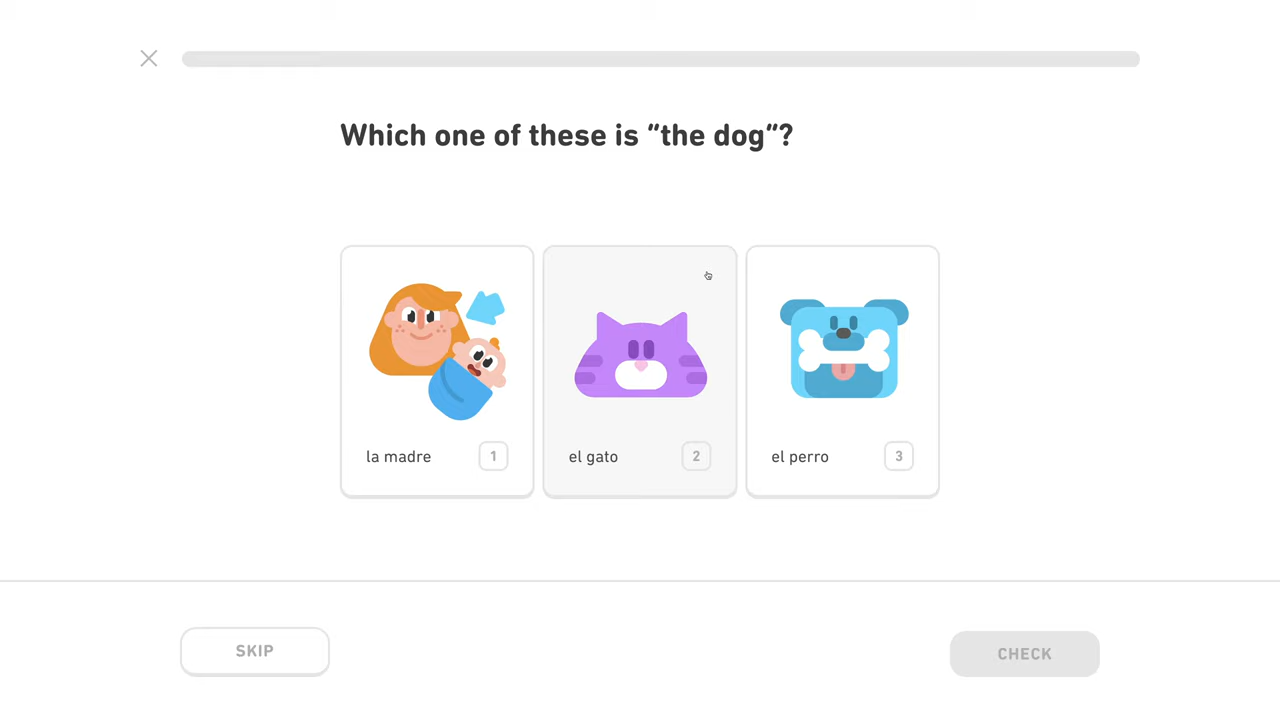 Which one of these is “the dog”?
la madre 1
el gato 2
el perro 3
SKIP
CHECK